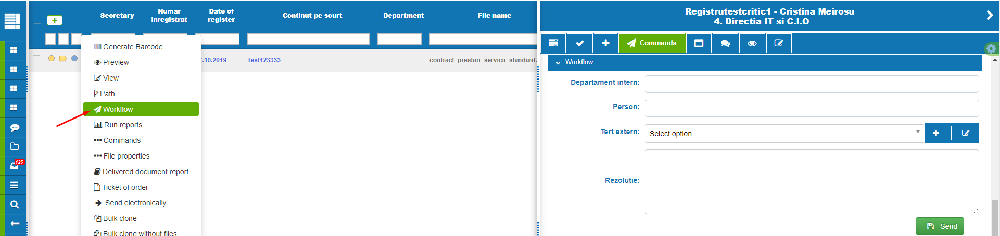 Secretary
Numar
inregistrat
Date of
register
Continut pe scurt
Department
File name
Registrutestcritic1 - Cristina Meirosu
4. Directia IT si C.I.O
Commands
Generate Barcode
Preview
View
Path
Workflow
Run reports
Commands
File properties
Delivered document report
Ticket of order
Send electronically
Bulk clone
Bulk clone without files
7.10.2019
Test123333
contract_prestari_servicii_standard.
125
Workflow
Departament intern:
Person:
Tert extern:
Select option
Rezolutie:
Send